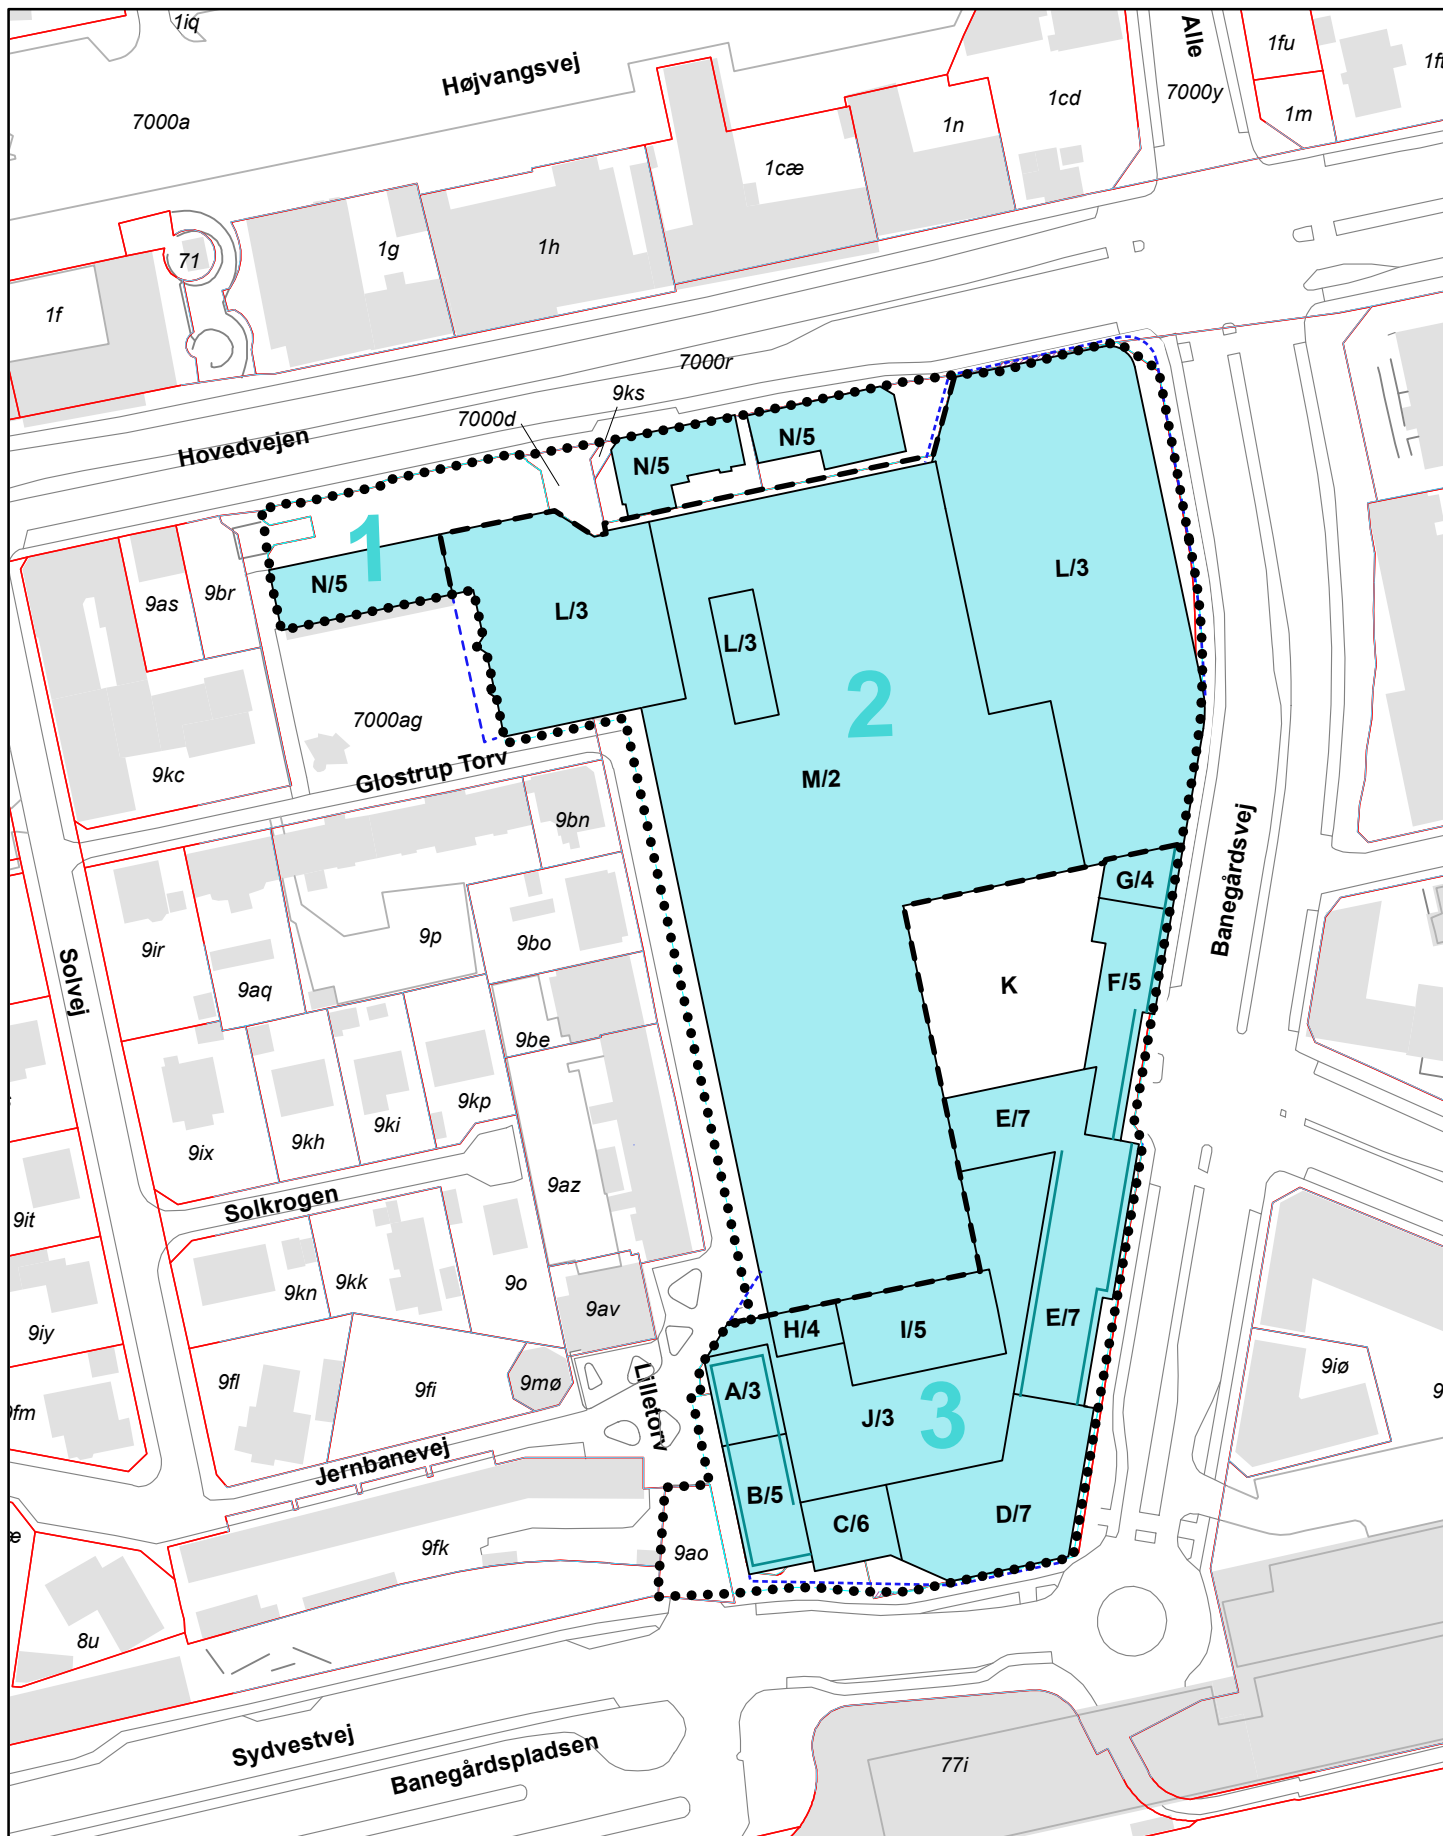 1iq
Højvangsvej
Alle
1fu
7000a
7000y
1m
1cd
1n
1cæ
1g
1h
71
1f
7000r
9ks
7000d
Hovedvejen
N/5
N/5
1
N/5
9as
9br
L/3
L/3
L/3
2
7000ag
9kc
Glostrup Torv
M/2
9bn
Banegårdsvej
G/4
9ir
9p
9bo
Solvej
9aq
K
F/5
9be
9kp
9ki
9kh
9ix
E/7
9az
Solkrogen
9it
9o
9kk
9kn
9av
9iy
H/4
I/5
E/7
9iø
9fl
9fi
9mø
Lilletorv
A/3
J/3
3
9fm
Jernbanevej
B/5
C/6
D/7
9fk
9ao
8u
Sydvestvej
Banegårdspladsen
77i